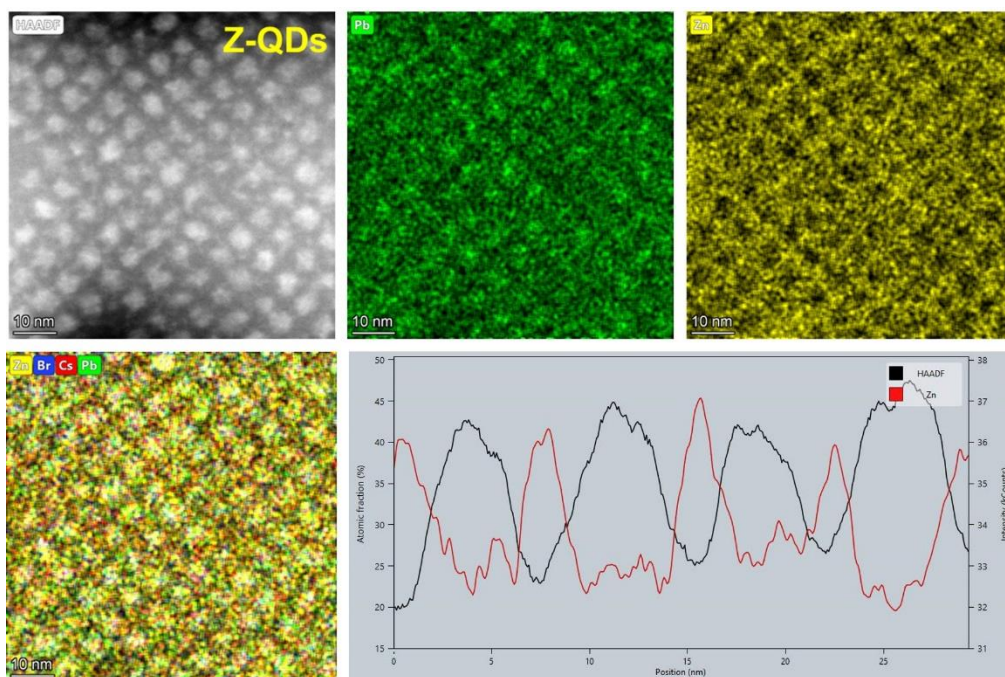 HAADF
Z-QDs
10 nm
Pb
10 nm
Zn
10 nm
Zn Br Cs Pb
10 nm
HAADF
Zn
Atomic fraction (%)
50
45
40
35
30
25
20
15
Intensity (kCounts)
38
37
36
35
34
33
32
31
0 5 10 15 20 25
Position (nm)